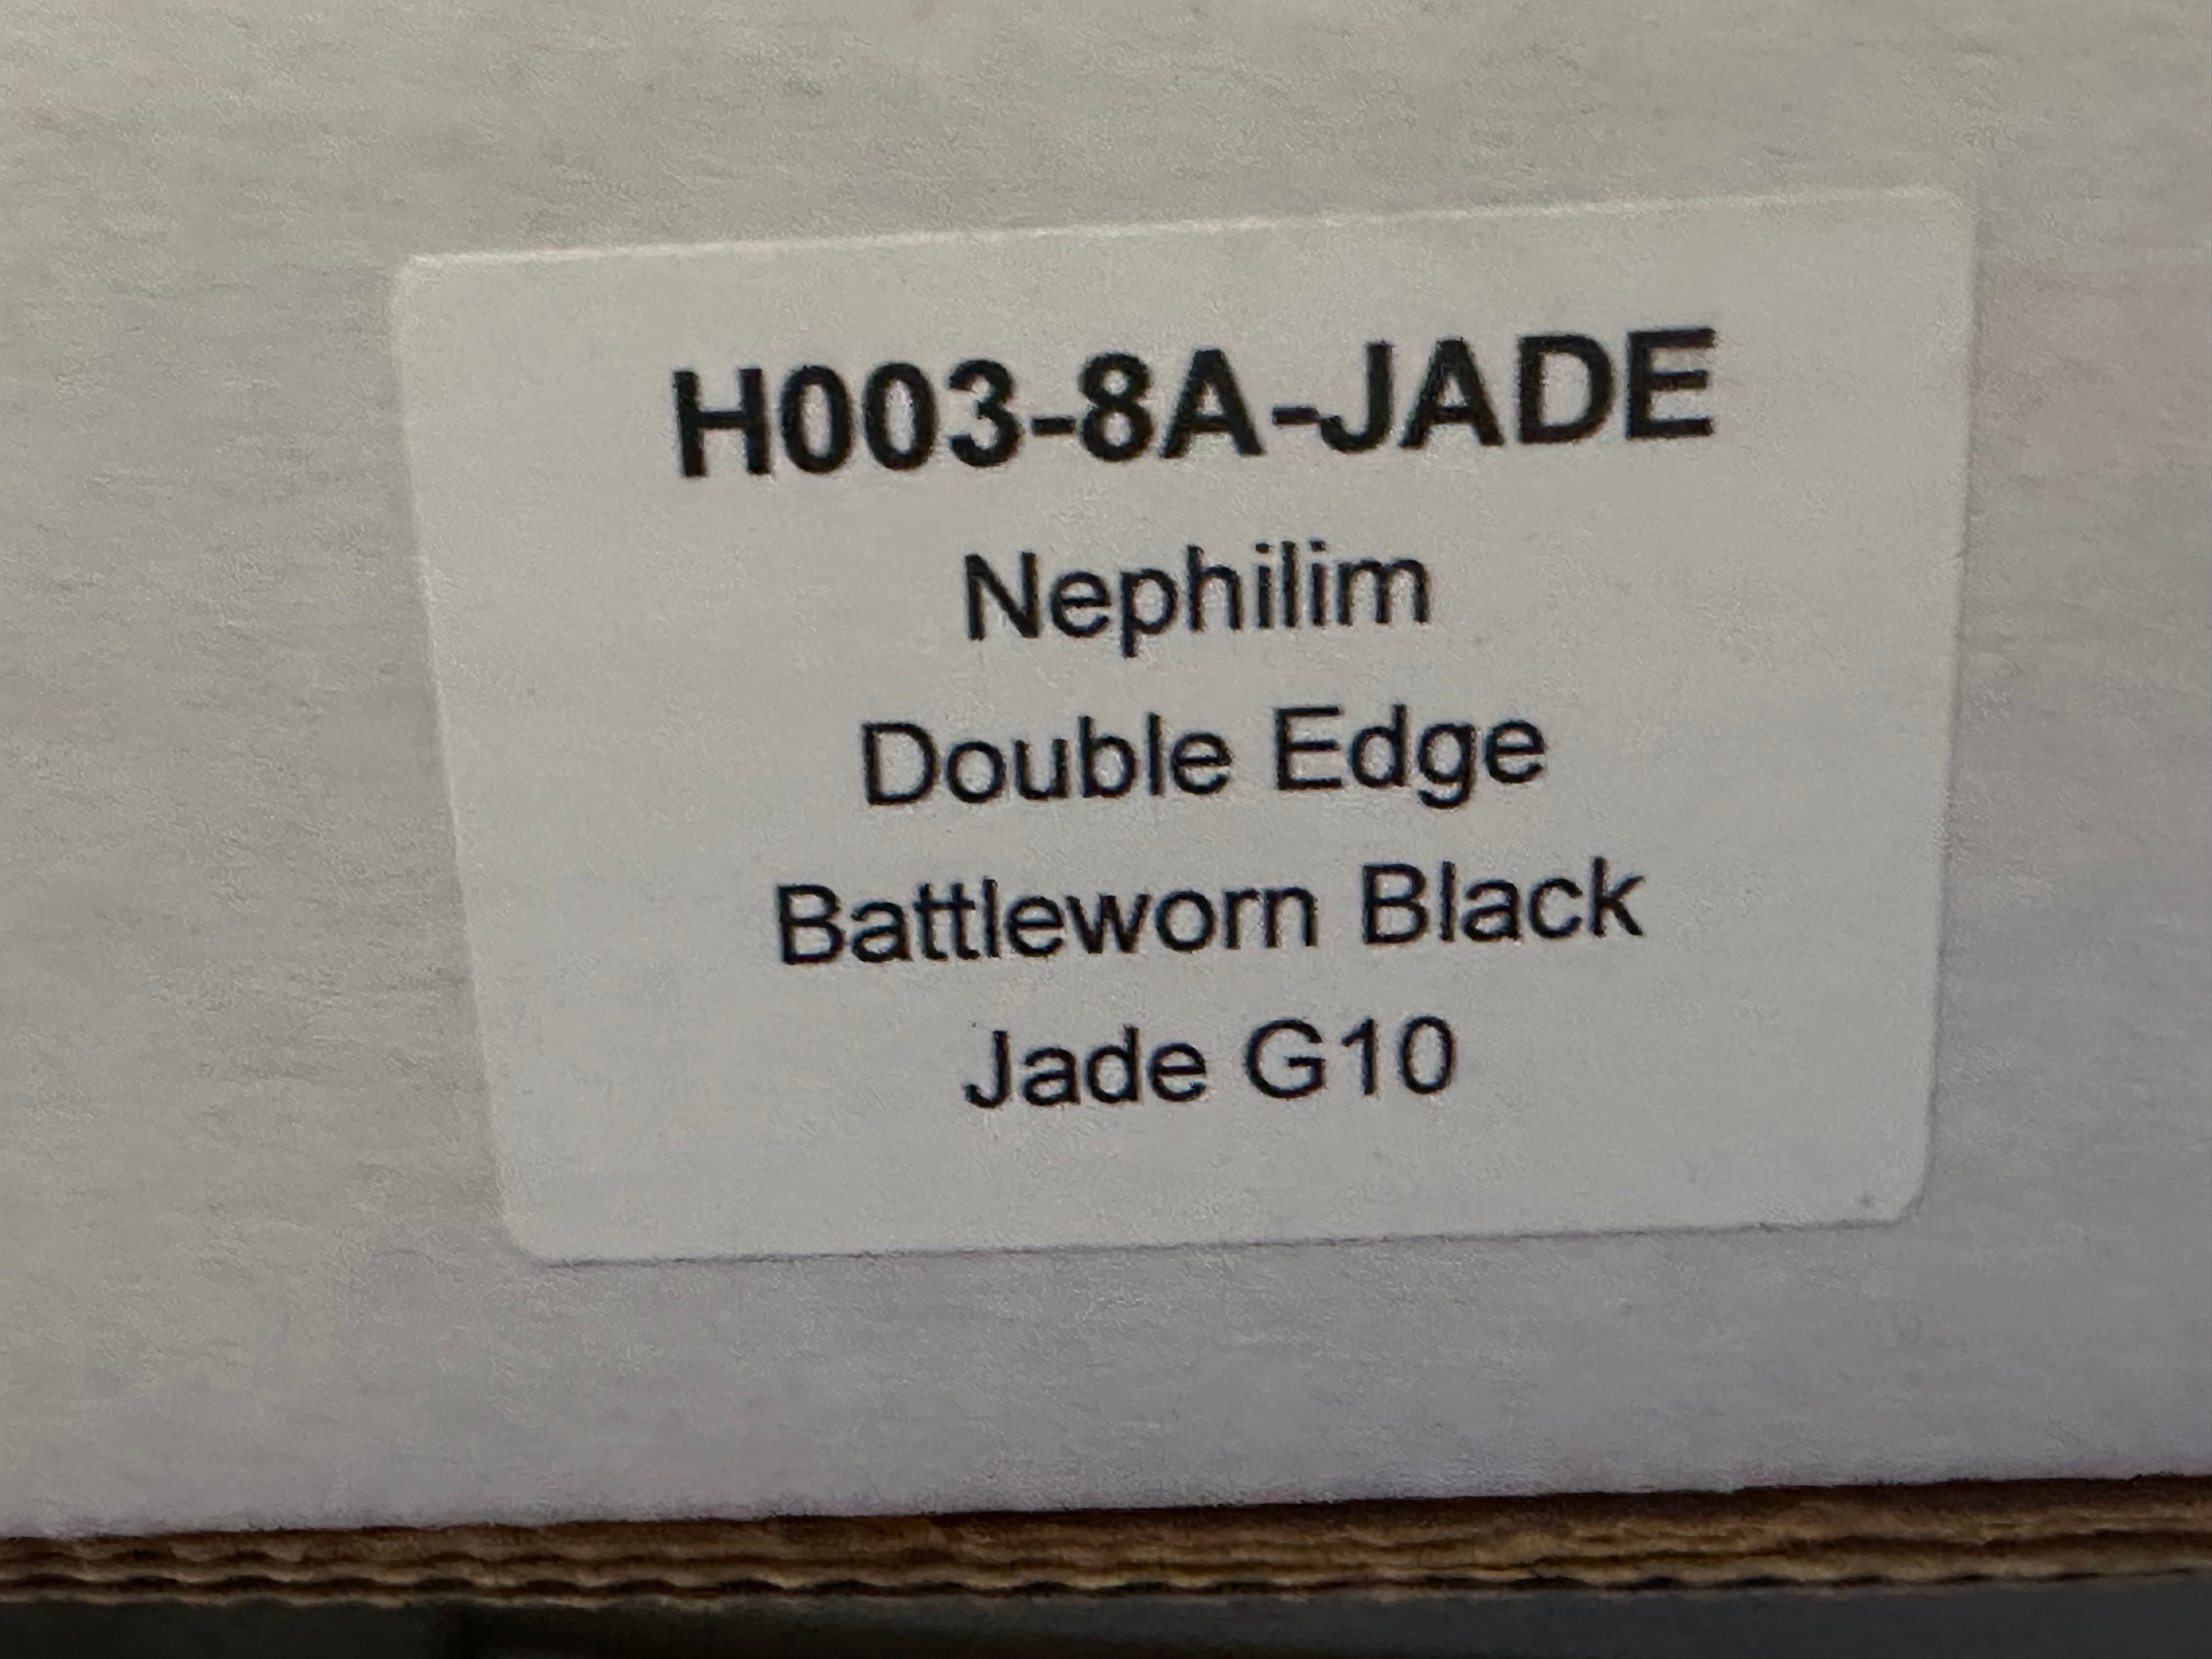 H003-8A-JADE
Nephilim
Double Edge
Battleworn Black
Jade G10